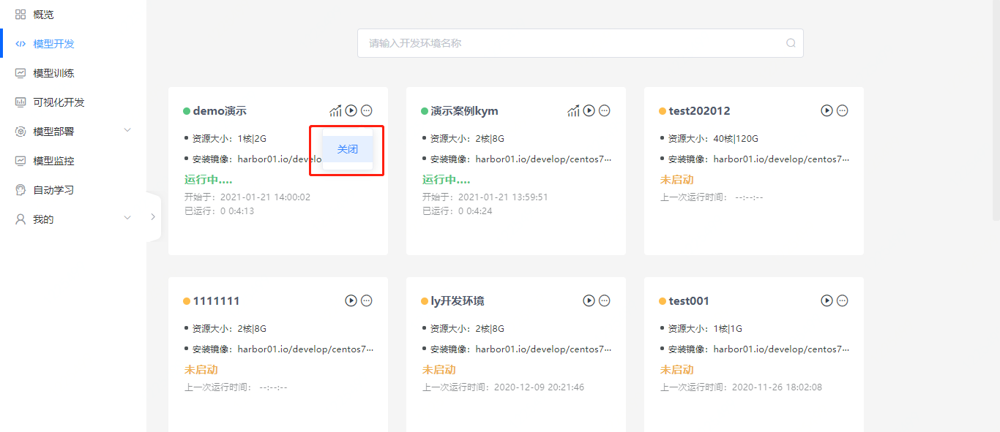 概览
模型开发
模型训练
可视化开发
模型部署
模型监控
自动学习
我的
请输入开发环境名称
demo演示
资源大小：1核|2G
安装镜像：harbor01.io/develo
关闭
运行中....
开始于：2021-01-21 14:00:02
已运行：0 0:4:13
演示案例kym
资源大小：2核|8G
安装镜像：harbor01.io/develop/centos7···
运行中....
开始于：2021-01-21 13:59:51
已运行：0 0:4:24
test202012
资源大小：40核|120G
安装镜像：harbor01.io/develop/centos7···
未启动
上一次运行时间： --:--:--
1111111
资源大小：2核|8G
安装镜像：harbor01.io/develop/centos7···
未启动
上一次运行时间： --:--:--
ly开发环境
资源大小：2核|8G
安装镜像：harbor01.io/develop/centos7···
未启动
上一次运行时间：2020-12-09 20:21:46
test001
资源大小：1核|1G
安装镜像：harbor01.io/develop/centos7···
未启动
上一次运行时间：2020-11-26 18:02:08